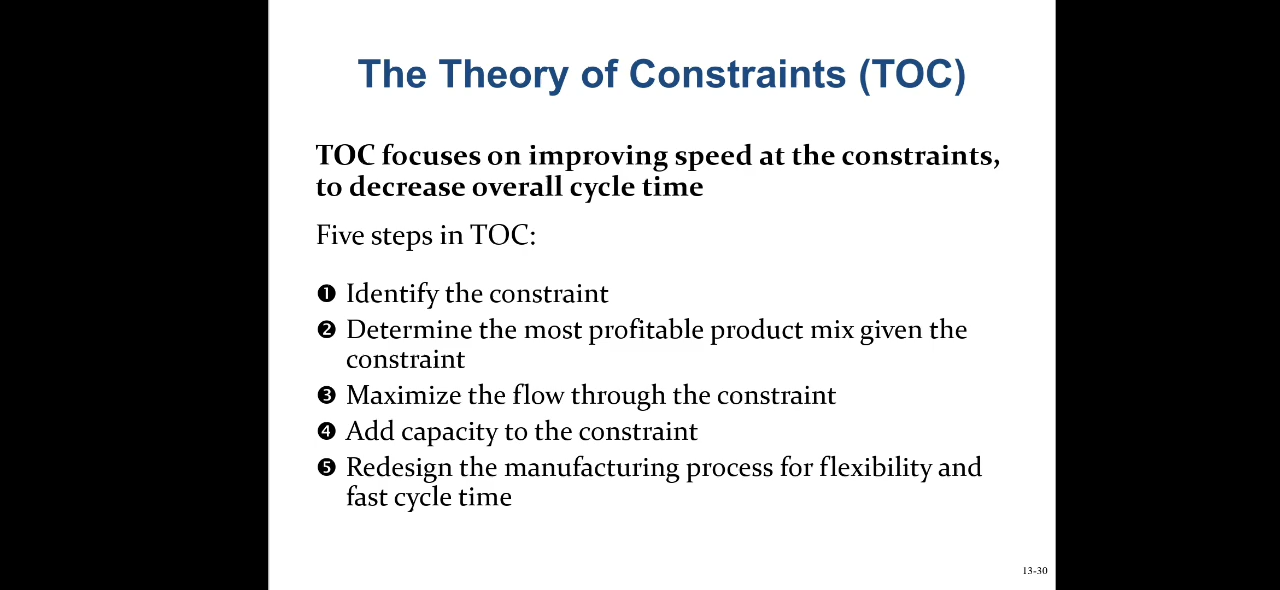 The Theory of Constraints (TOC)
TOC focuses on improving speed at the constraints,
to decrease overall cycle time
Five steps in TOC:
❶ Identify the constraint
❷ Determine the most profitable product mix given the
constraint
❸ Maximize the flow through the constraint
❹ Add capacity to the constraint
❺ Redesign the manufacturing process for flexibility and
fast cycle time
13-30